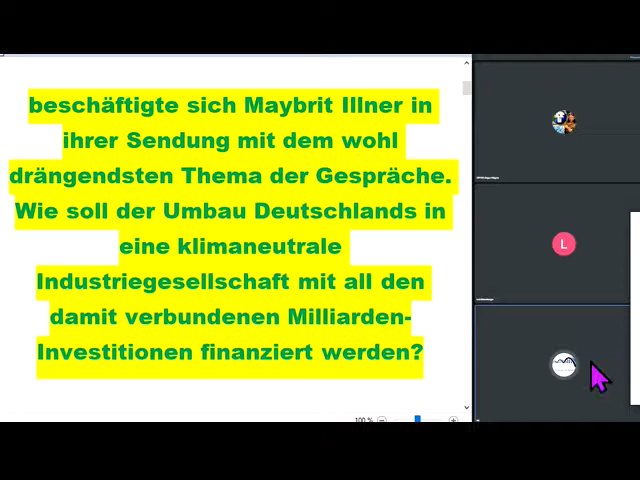 beschäftigte sich Maybrit Illner in
ihrer Sendung mit dem wohl
drängendsten Thema der Gespräche.
Wie soll der Umbau Deutschlands in
eine klimaneutrale
Industriegesellschaft mit all den
damit verbundenen Milliarden-
Investitionen finanziert werden?
L
100 %